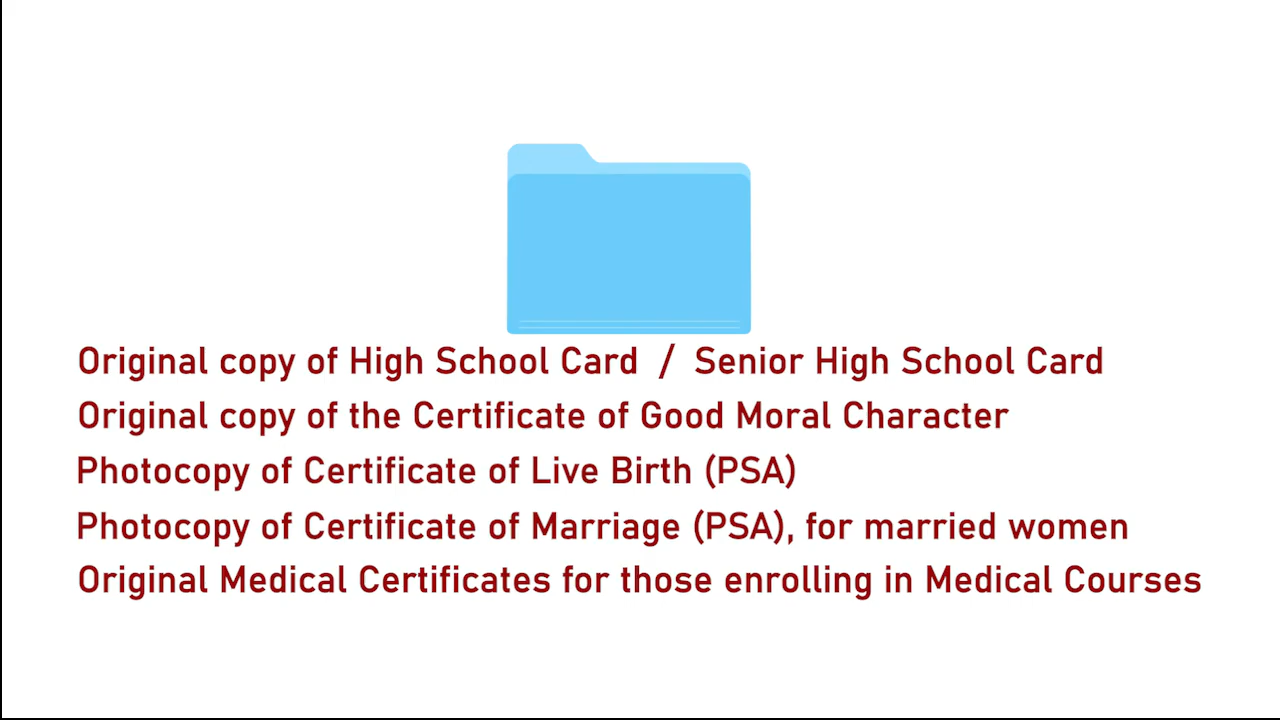 Original copy of High School Card / Senior High School Card
Original copy of the Certificate of Good Moral Character
Photocopy of Certificate of Live Birth (PSA)
Photocopy of Certificate of Marriage (PSA), for married women
Original Medical Certificates for those enrolling in Medical Courses